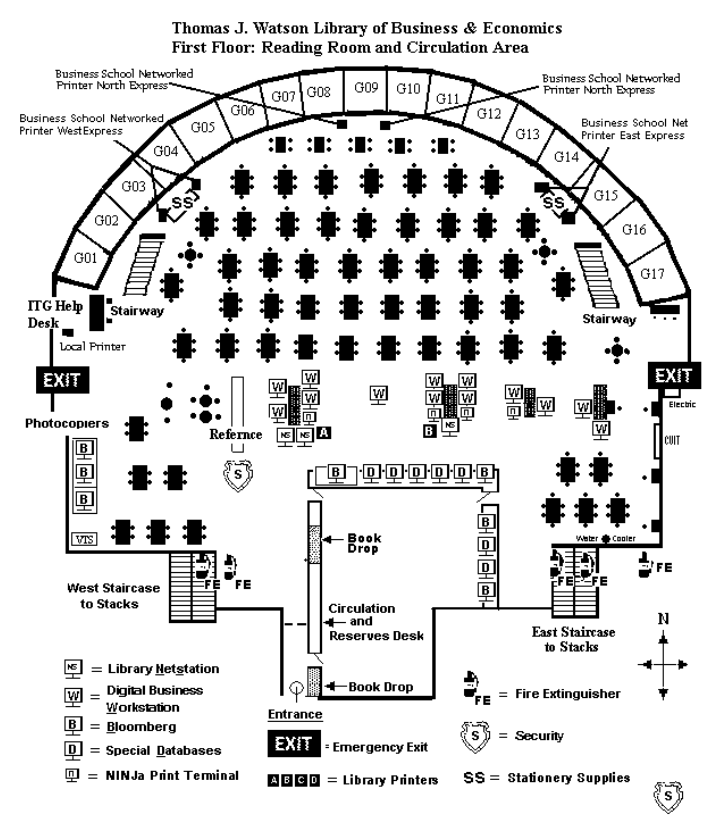 Thomas J. Watson Library of Business & Economics
First Floor: Reading Room and Circulation Area
Business School Networked
Printer North Express
Business School Networked
Printer North Express
Business School Networked
Printer WestExpress
Business School Net
Printer East Express
G01
G02
G03
G04
G05
G06
G07
G08
G09
G10
G11
G12
G13
G14
G15
G16
G17
SS
SS
ITG Help
Desk
Stairway
Stairway
Local Printer
EXIT
EXIT
Electric
Photocopiers
Refernce
W
W
W
W
n
NS
NS
A
W
W
W
W
W
n
W
NS
B
W
n
W
W
W
CUIT
S
B
B
B
VTS
B
D
D
D
D
D
B
B
D
D
B
Book
Drop
Water
Cooler
FE
FE
FE
FE
FE
West Staircase
to Stacks
Circulation
and
Reserves Desk
East Staircase
to Stacks
Book Drop
Entrance
N
NS = Library Netstation
W = Digital Business
Workstation
B = Bloomberg
D = Special Databases
n = NINJa Print Terminal
EXIT = Emergency Exit
A B C D = Library Printers
FE = Fire Extinguisher
S = Security
SS = Stationery Supplies
S